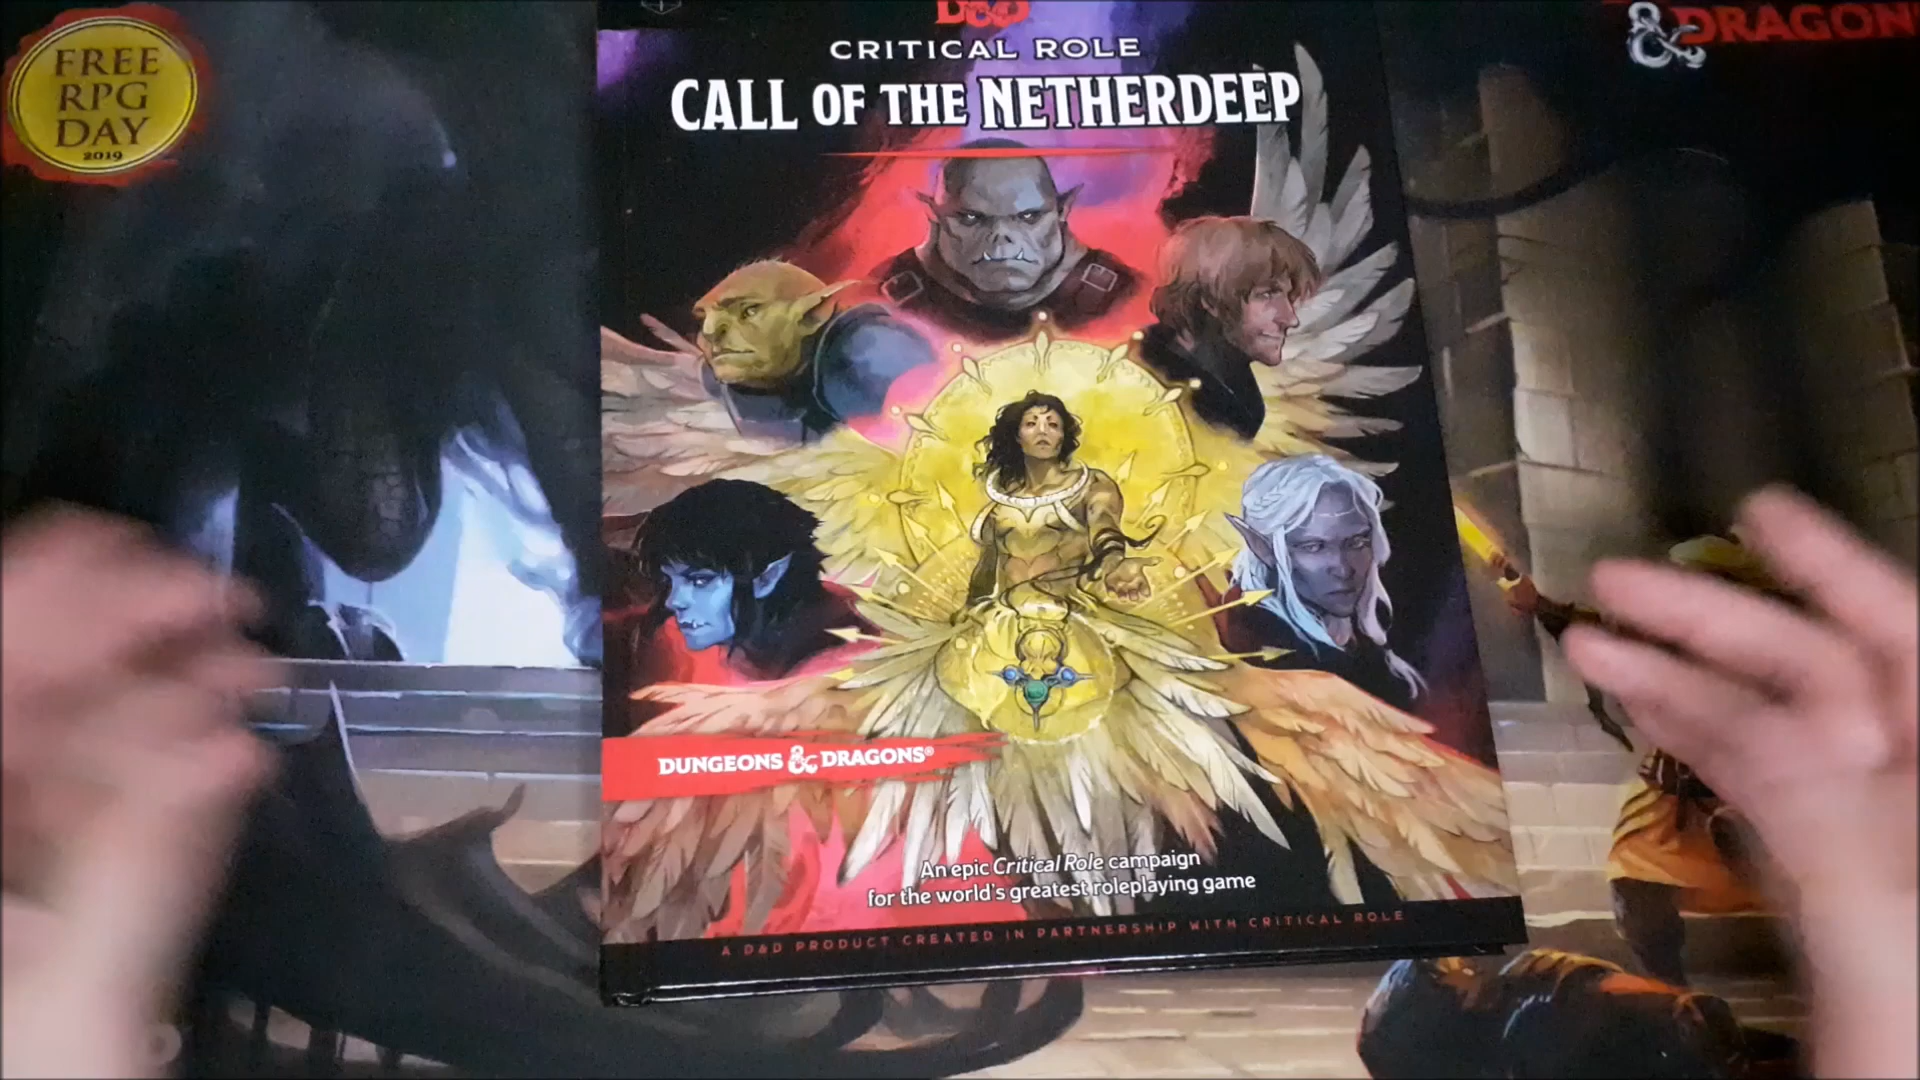 FREE
RPG
DAY
2019
D&D
CRITICAL ROLE
CALL OF THE NETHERDEEP
& DRAGON
DUNGEONS & DRAGONS®
An epic Critical Role campaign
for the world's greatest roleplaying game
A D&D PRODUCT CREATED IN PARTNERSHIP WITH CRITICAL ROLE